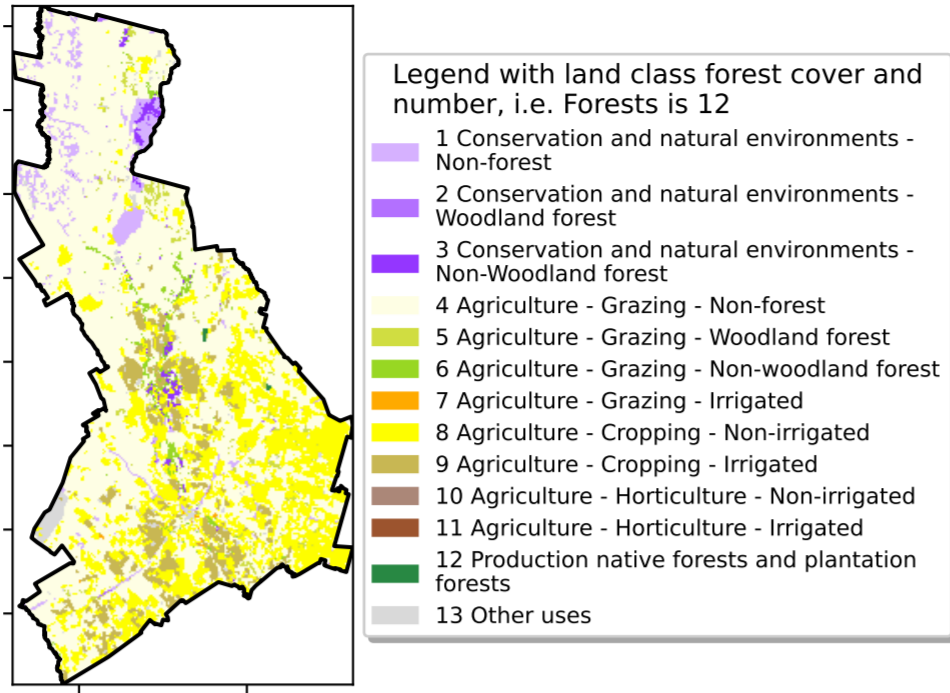 Legend with land class forest cover and
number, i.e. Forests is 12
1 Conservation and natural environments -
Non-forest
2 Conservation and natural environments -
Woodland forest
3 Conservation and natural environments -
Non-Woodland forest
4 Agriculture - Grazing - Non-forest
5 Agriculture - Grazing - Woodland forest
6 Agriculture - Grazing - Non-woodland forest
7 Agriculture - Grazing - Irrigated
8 Agriculture - Cropping - Non-irrigated
9 Agriculture - Cropping - Irrigated
10 Agriculture - Horticulture - Non-irrigated
11 Agriculture - Horticulture - Irrigated
12 Production native forests and plantation
forests
13 Other uses